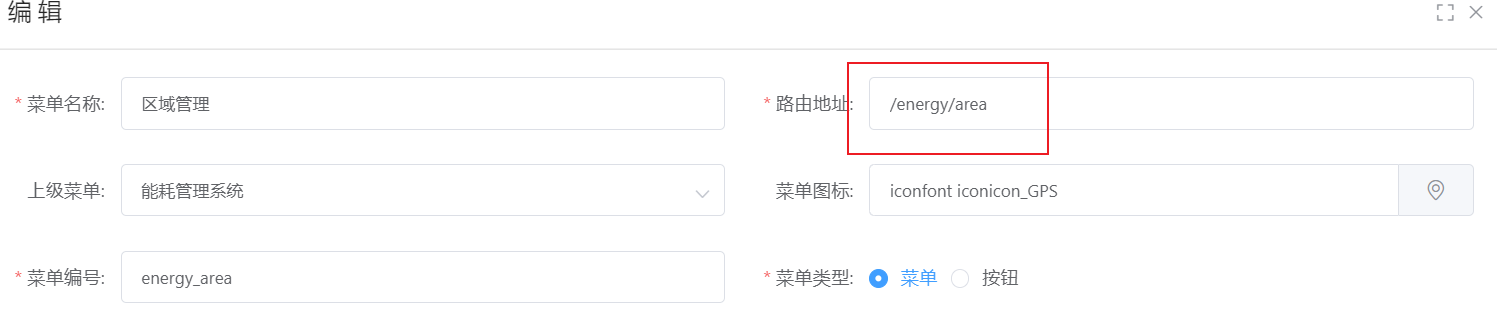 编 辑
* 菜单名称: 区域管理 * 路由地址: /energy/area
上级菜单: 能耗管理系统 菜单图标: iconfont iconicon_GPS
* 菜单编号: energy_area * 菜单类型: 菜单 按钮